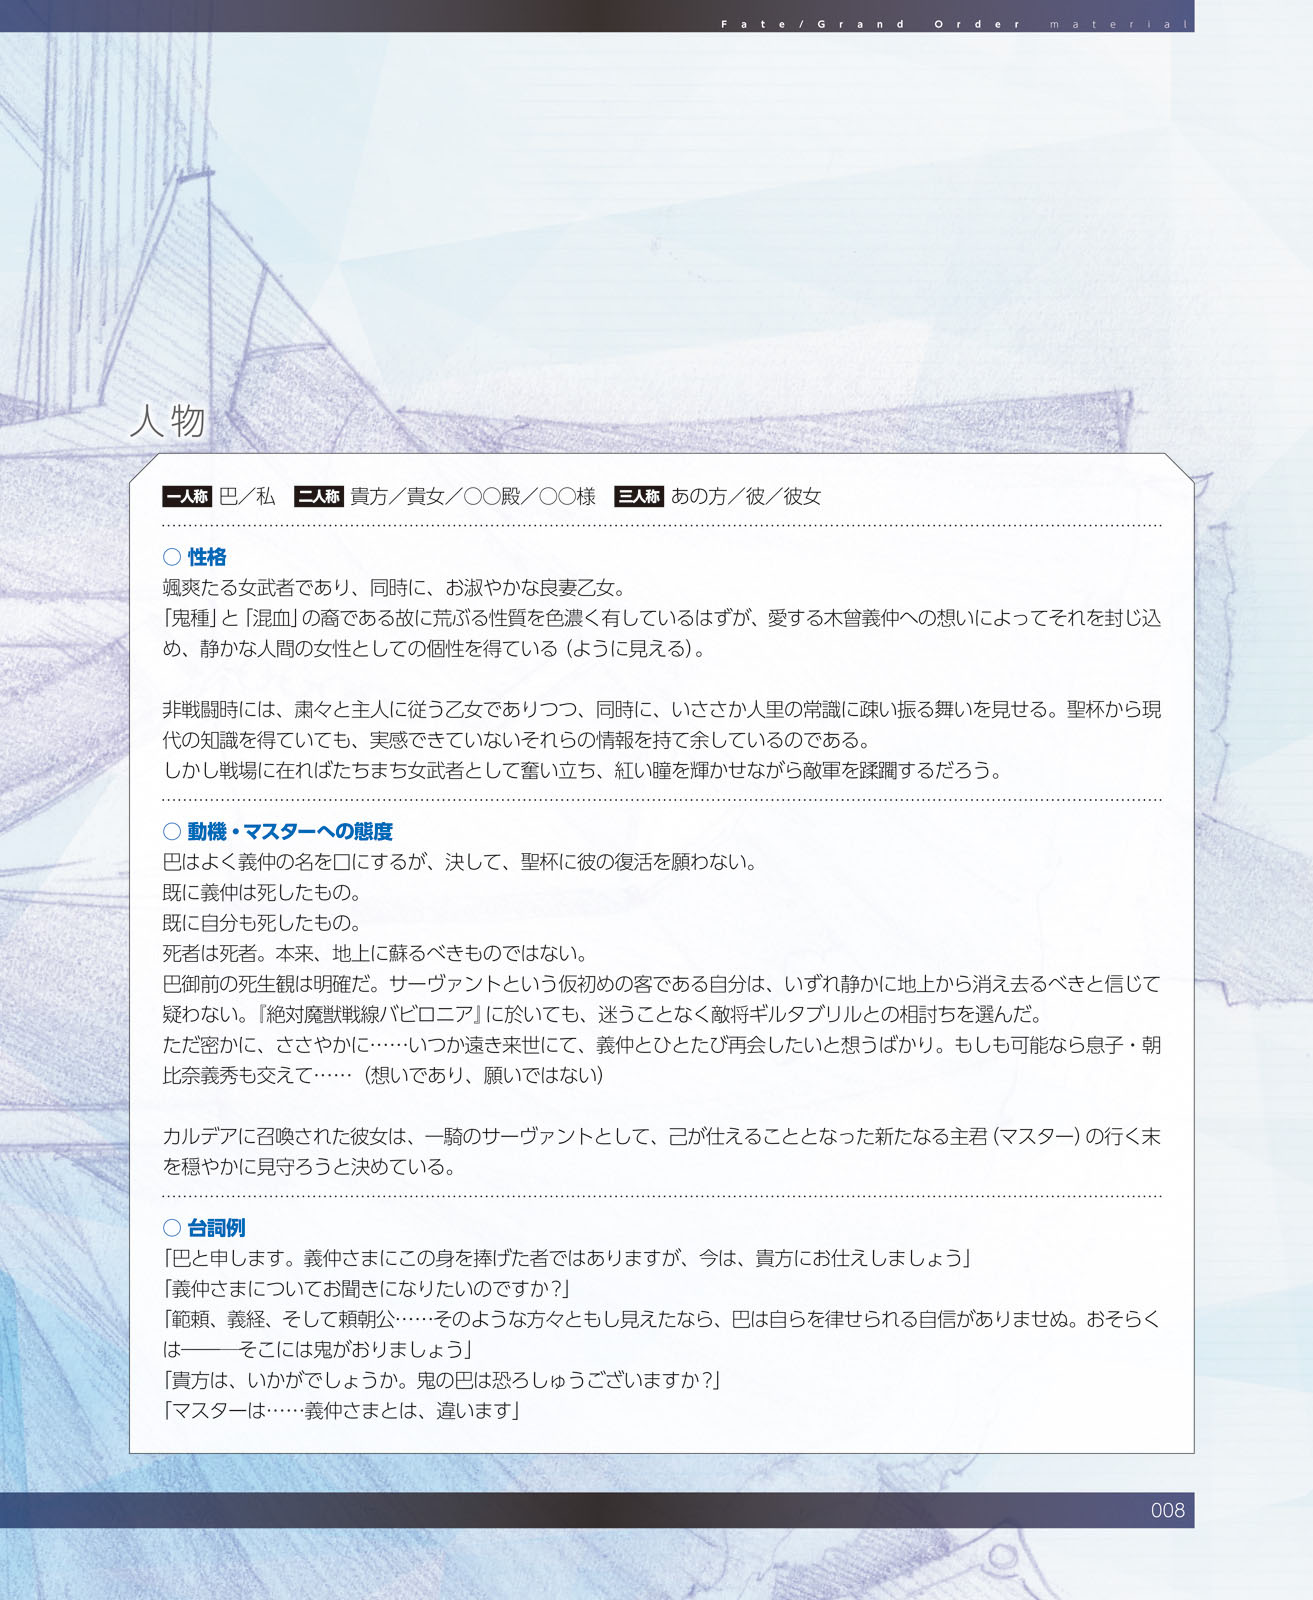 Fate/Grand Order material
人物
一人称 巴／私 二人称 貴方／貴女／○○殿／○○様 三人称 あの方／彼／彼女
○ 性格
颯爽たる女武者であり、同時に、お淑やかな良妻乙女。
「鬼種」と「混血」の裔である故に荒ぶる性質を色濃く有しているはずが、愛する木曾義仲への想いによってそれを封じ込
め、静かな人間の女性としての個性を得ている（ように見える）。
非戦闘時には、粛々と主人に従う乙女でありつつ、同時に、いささか人里の常識に疎い振る舞いを見せる。聖杯から現
代の知識を得ていても、実感できていないそれらの情報を持て余しているのである。
しかし戦場に在ればたちまち女武者として奮い立ち、紅い瞳を輝かせながら敵軍を蹂躙するだろう。
○ 動機・マスターへの態度
巴はよく義仲の名を口にするが、決して、聖杯に彼の復活を願わない。
既に義仲は死したもの。
既に自分も死したもの。
死者は死者。本来、地上に蘇るべきものではない。
巴御前の死生観は明確だ。サーヴァントという仮初めの客である自分は、いずれ静かに地上から消え去るべきと信じて
疑わない。『絶対魔獣戦線バビロニア』に於いても、迷うことなく敵将ギルタブリルとの相討ちを選んだ。
ただ密かに、ささやかに……いつか遠き来世にて、義仲とひとたび再会したいと想うばかり。もしも可能なら息子・朝
比奈義秀も交えて……（想いであり、願いではない）
カルデアに召喚された彼女は、一騎のサーヴァントとして、己が仕えることとなった新たなる主君（マスター）の行く末
を穏やかに見守ろうと決めている。
○ 台詞例
「巴と申します。義仲さまにこの身を捧げた者ではありますが、今は、貴方にお仕えしましょう」
「義仲さまについてお聞きになりたいのですか？」
「範頼、義経、そして頼朝公……そのような方々ともし見えたなら、巴は自らを律せられる自信がありませぬ。おそらく
は―――そこには鬼がおりましょう」
「貴方は、いかがでしょうか。鬼の巴は恐ろしゅうございますか？」
「マスターは……義仲さまとは、違います」
008